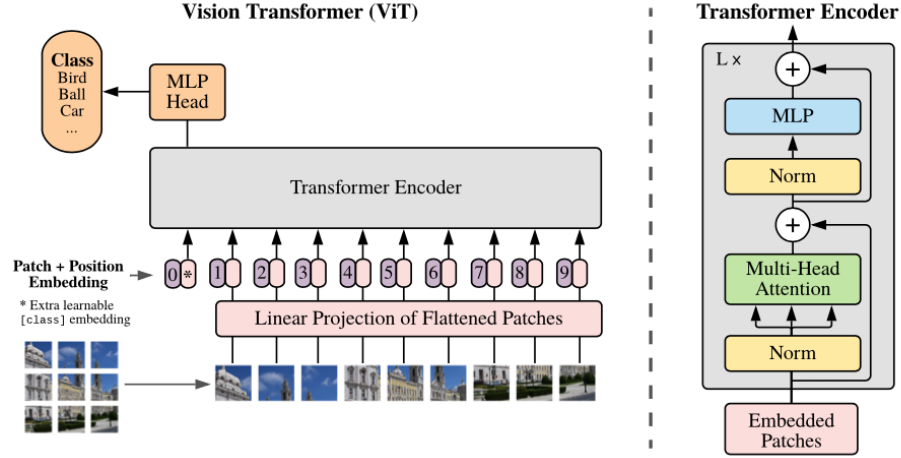 Vision Transformer (ViT)
Class
Bird
Ball
Car
...
MLP
Head
Transformer Encoder
Patch + Position
Embedding
0 * 1 2 3 4 5 6 7 8 9
* Extra learnable
[class] embedding
Linear Projection of Flattened Patches
Transformer Encoder
L ×
+
MLP
Norm
+
Multi-Head
Attention
Norm
Embedded
Patches